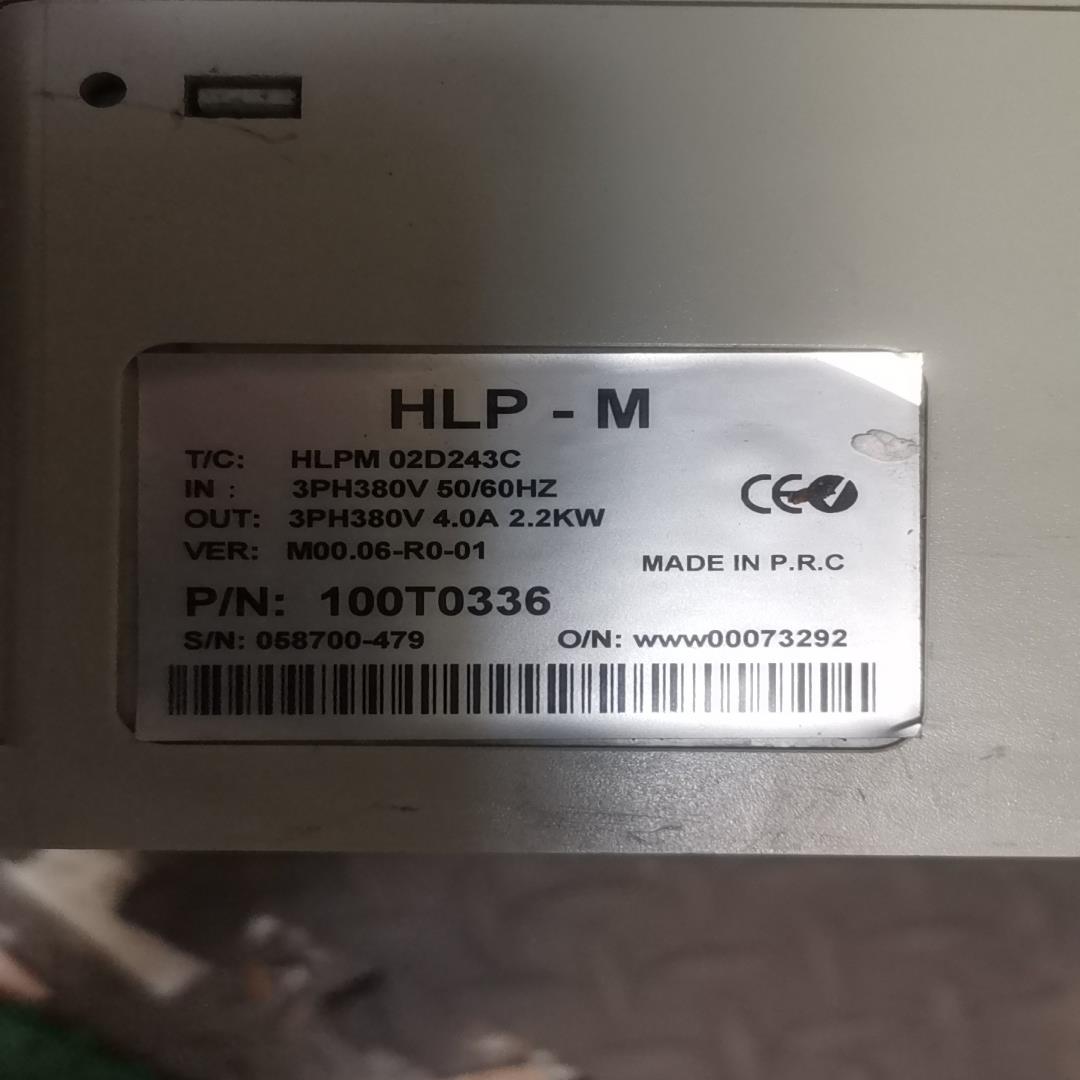 HLP - M
T/C: HLPM 02D243C
IN : 3PH380V 50/60HZ
OUT: 3PH380V 4.0A 2.2KW
VER: M00.06-R0-01
MADE IN P.R.C
P/N: 100T0336
S/N: 058700-479 O/N: www00073292
CE